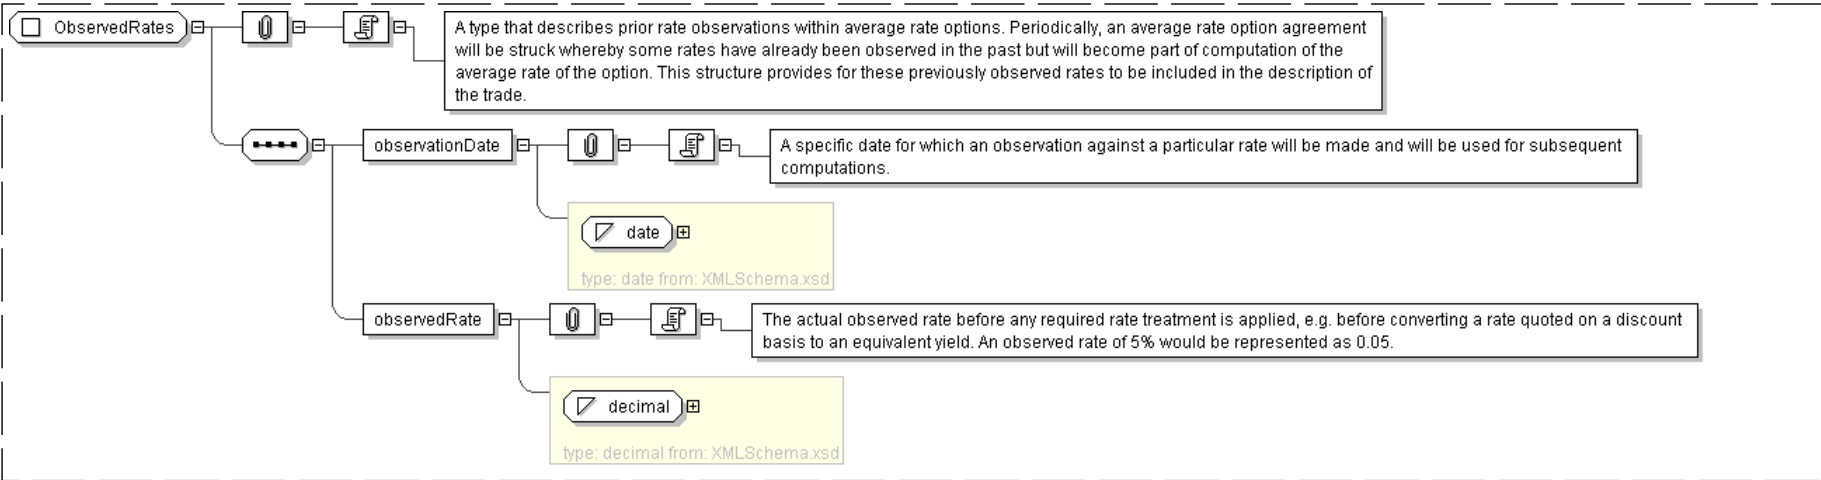 ObservedRates
A type that describes prior rate observations within average rate options. Periodically, an average rate option agreement
will be struck whereby some rates have already been observed in the past but will become part of computation of the
average rate of the option. This structure provides for these previously observed rates to be included in the description of
the trade.
observationDate
A specific date for which an observation against a particular rate will be made and will be used for subsequent
computations.
date
type: date from: XMLSchema.xsd
observedRate
The actual observed rate before any required rate treatment is applied, e.g. before converting a rate quoted on a discount
basis to an equivalent yield. An observed rate of 5% would be represented as 0.05.
decimal
type: decimal from: XMLSchema.xsd